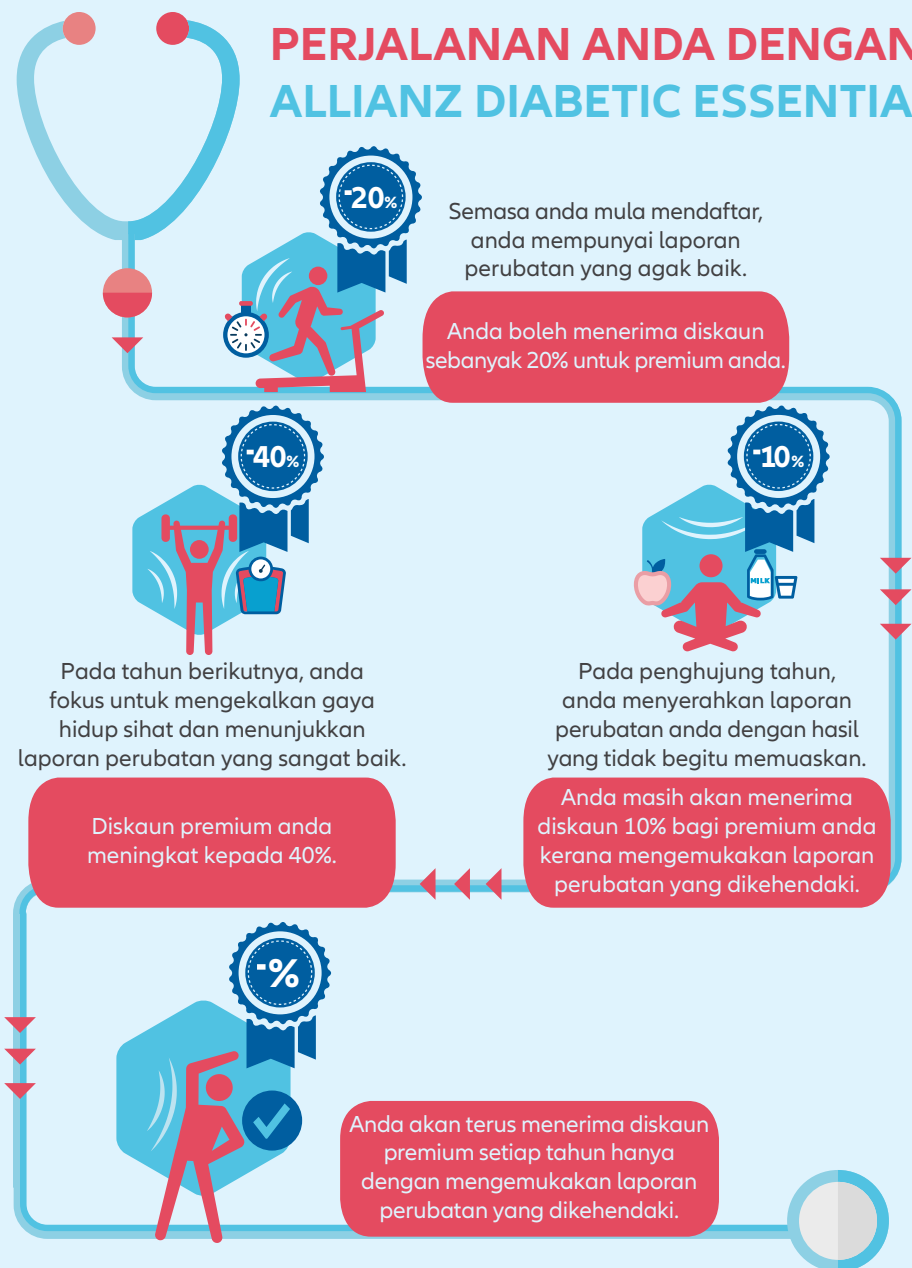 PERJALANAN ANDA DENGAN
ALLIANZ DIABETIC ESSENTIA
-20%
Semasa anda mula mendaftar,
anda mempunyai laporan
perubatan yang agak baik.
Anda boleh menerima diskaun
sebanyak 20% untuk premium anda.
-10%
MILK
Pada penghujung tahun,
anda menyerahkan laporan
perubatan anda dengan hasil
yang tidak begitu memuaskan.
Anda masih akan menerima
diskaun 10% bagi premium anda
kerana mengemukakan laporan
perubatan yang dikehendaki.
-40%
Pada tahun berikutnya, anda
fokus untuk mengekalkan gaya
hidup sihat dan menunjukkan
laporan perubatan yang sangat baik.
Diskaun premium anda
meningkat kepada 40%.
-%
Anda akan terus menerima diskaun
premium setiap tahun hanya
dengan mengemukakan laporan
perubatan yang dikehendaki.